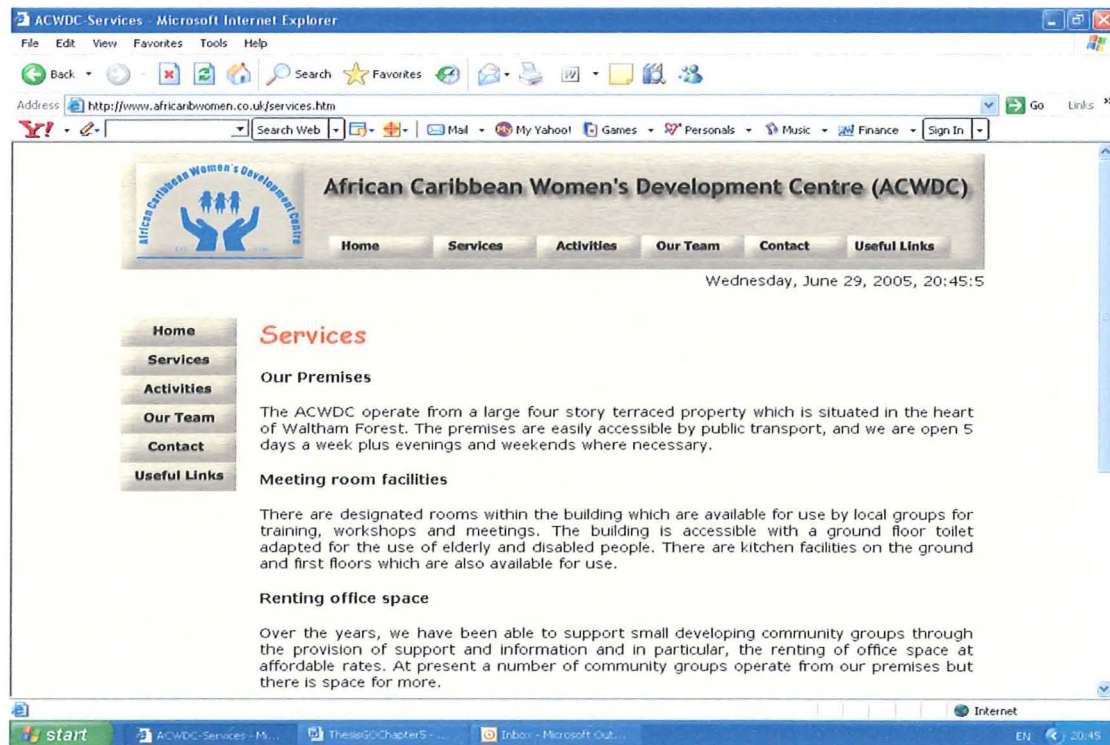 ACWDC-Services - Microsoft Internet Explorer
File Edit View Favorites Tools Help
Back Search Favorites
Address http://www.africaribwomen.co.uk/services.htm Go Links »
Y! Search Web Mail My Yahoo! Games Personals Music Finance Sign In
African Caribbean Women's Development Centre
African Caribbean Women's Development Centre (ACWDC)
Home Services Activities Our Team Contact Useful Links
Wednesday, June 29, 2005, 20:45:5
Home
Services
Activities
Our Team
Contact
Useful Links
Services
Our Premises
The ACWDC operate from a large four story terraced property which is situated in the heart
of Waltham Forest. The premises are easily accessible by public transport, and we are open 5
days a week plus evenings and weekends where necessary.
Meeting room facilities
There are designated rooms within the building which are available for use by local groups for
training, workshops and meetings. The building is accessible with a ground floor toilet
adapted for the use of elderly and disabled people. There are kitchen facilities on the ground
and first floors which are also available for use.
Renting office space
Over the years, we have been able to support small developing community groups through
the provision of support and information and in particular, the renting of office space at
affordable rates. At present a number of community groups operate from our premises but
there is space for more.
Internet
start ACWDC-Services - Mi... ThesisGOChapter5 - ... Inbox - Microsoft Out... EN 20:45